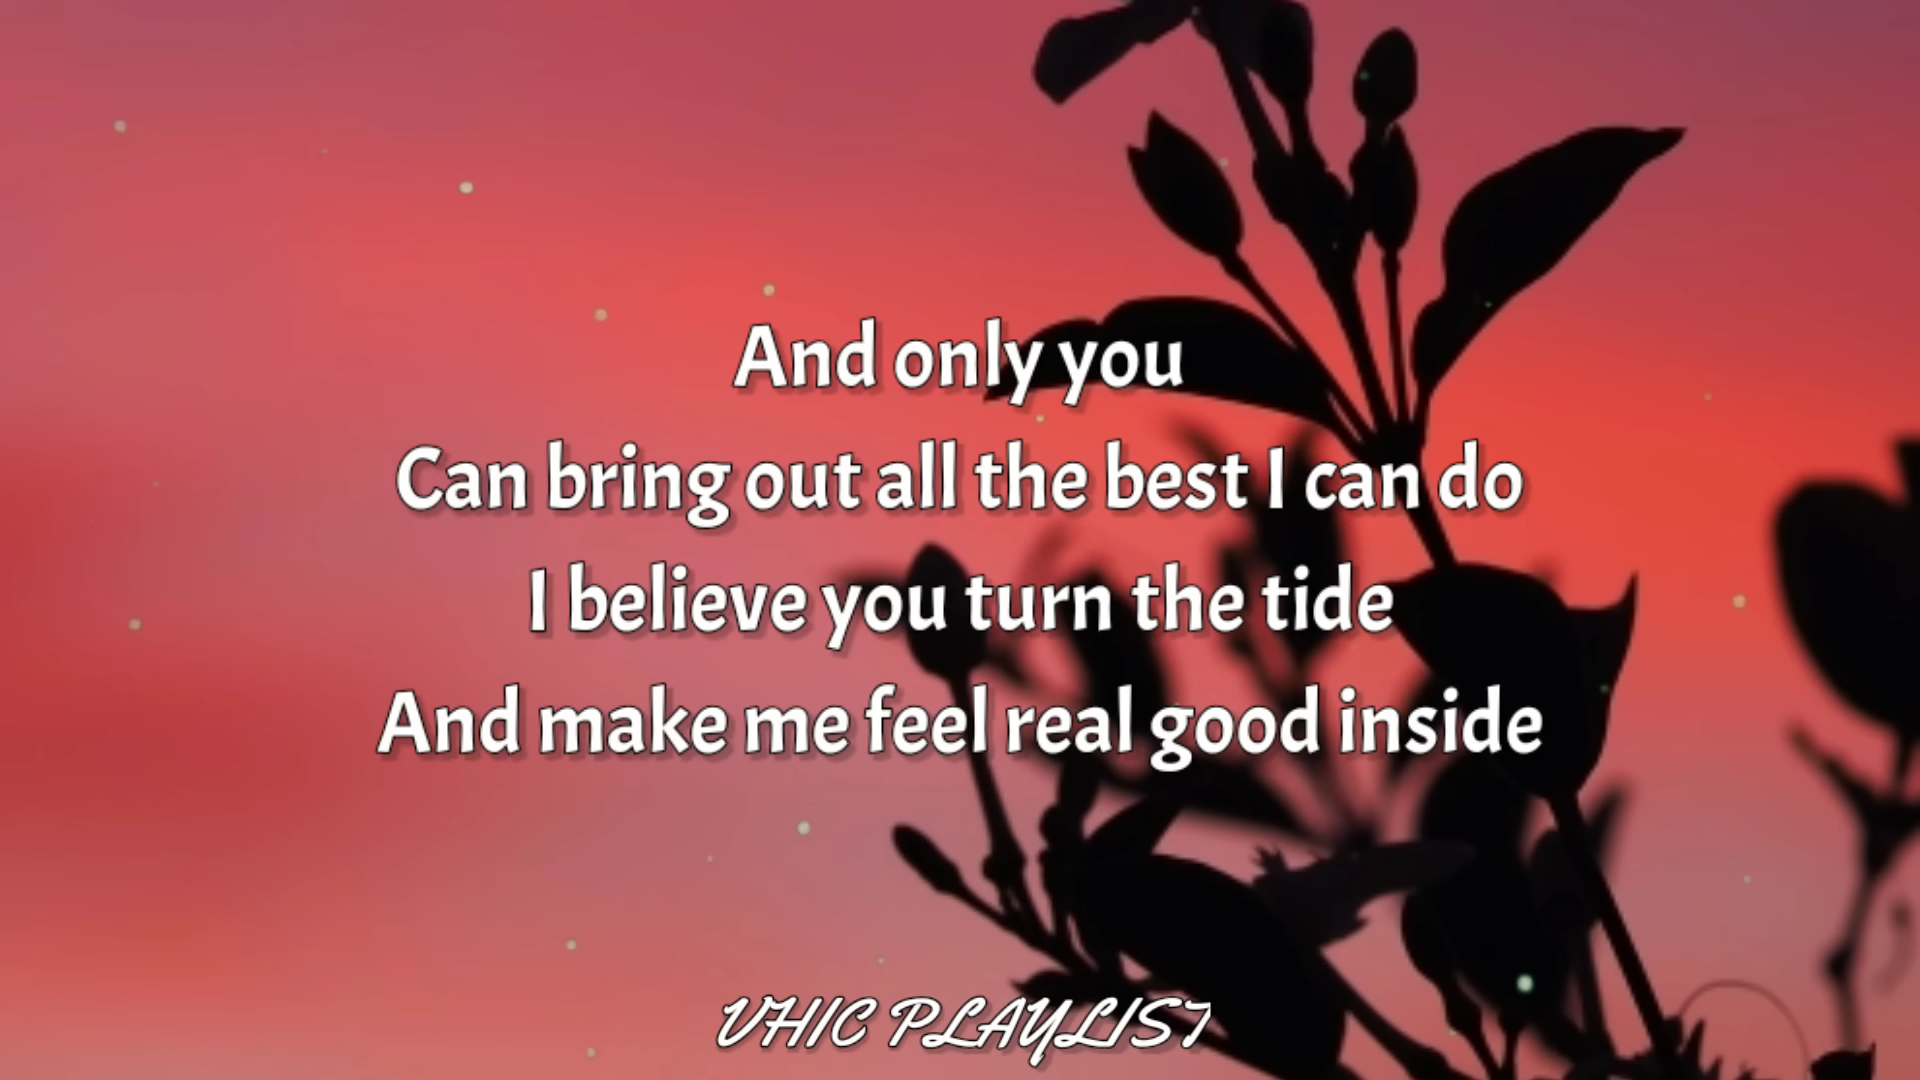 And only you
Can bring out all the best I can do
I believe you turn the tide
And make me feel real good inside
VHIC PLAYLIST